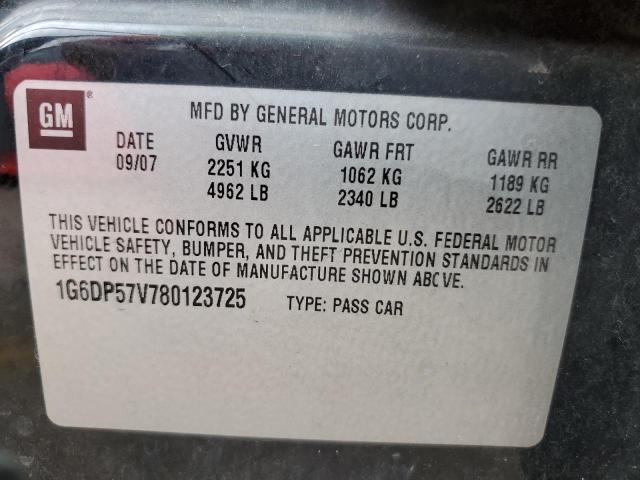 GM®
MFD BY GENERAL MOTORS CORP.
DATE GVWR GAWR FRT GAWR RR
09/07 2251 KG 1062 KG 1189 KG
4962 LB 2340 LB 2622 LB
THIS VEHICLE CONFORMS TO ALL APPLICABLE U.S. FEDERAL MOTOR
VEHICLE SAFETY, BUMPER, AND THEFT PREVENTION STANDARDS IN
EFFECT ON THE DATE OF MANUFACTURE SHOWN ABOVE.
1G6DP57V780123725 TYPE: PASS CAR